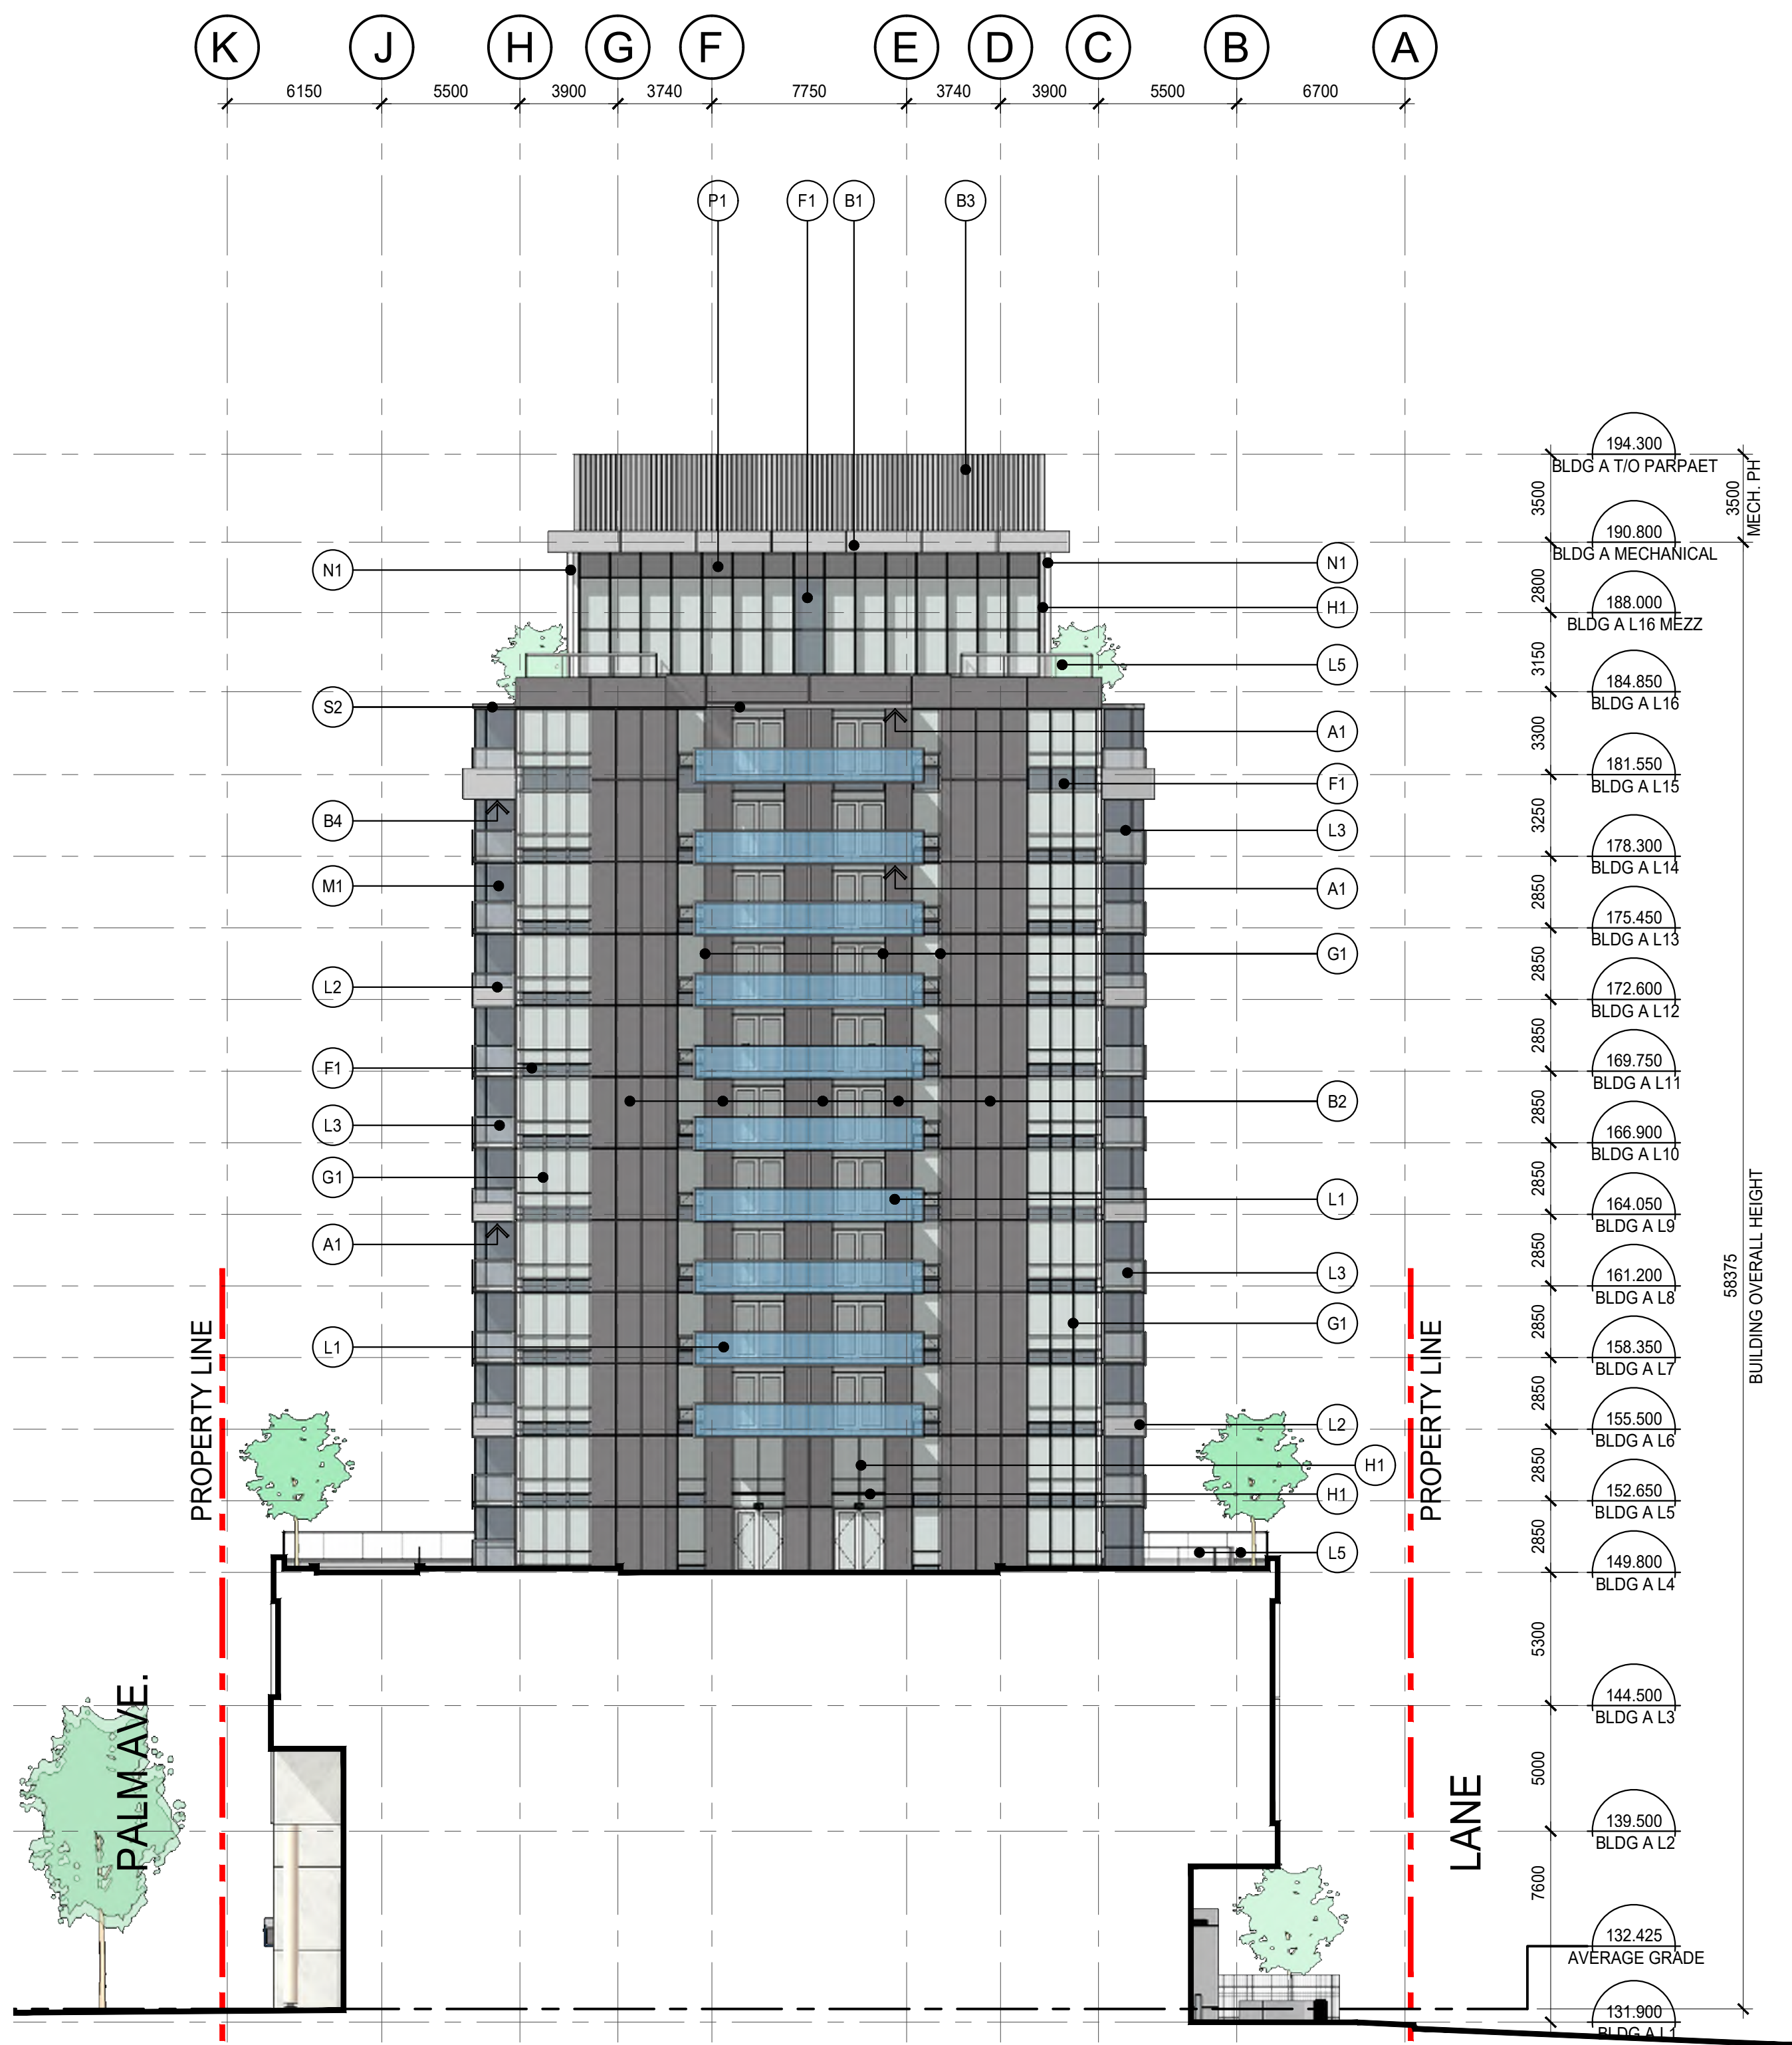 K J H G F E D C B A
6150 5500 3900 3740 7750 3740 3900 5500 6700
P1 F1 B1 B3
194.300
BLDG A T/O PARPAET
3500
3500
MECH. PH
190.800
BLDG A MECHANICAL
N1
N1
2800
H1
188.000
BLDG A L16 MEZZ
3150
L5
184.850
BLDG A L16
S2
A1
3300
181.550
BLDG A L15
F1
B4
L3
3250
178.300
BLDG A L14
M1
A1
2850
175.450
BLDG A L13
G1
2850
L2
172.600
BLDG A L12
2850
F1
169.750
BLDG A L11
B2
2850
L3
166.900
BLDG A L10
G1
2850
L1
164.050
BLDG A L9
A1
2850
L3
161.200
BLDG A L8
58375
BUILDING OVERALL HEIGHT
G1
2850
L1
158.350
BLDG A L7
PROPERTY LINE
PROPERTY LINE
2850
L2
155.500
BLDG A L6
H1
2850
H1
152.650
BLDG A L5
2850
L5
149.800
BLDG A L4
5300
144.500
BLDG A L3
PALM AVE.
5000
LANE
139.500
BLDG A L2
7600
132.425
AVERAGE GRADE
131.900
BLDG A L1